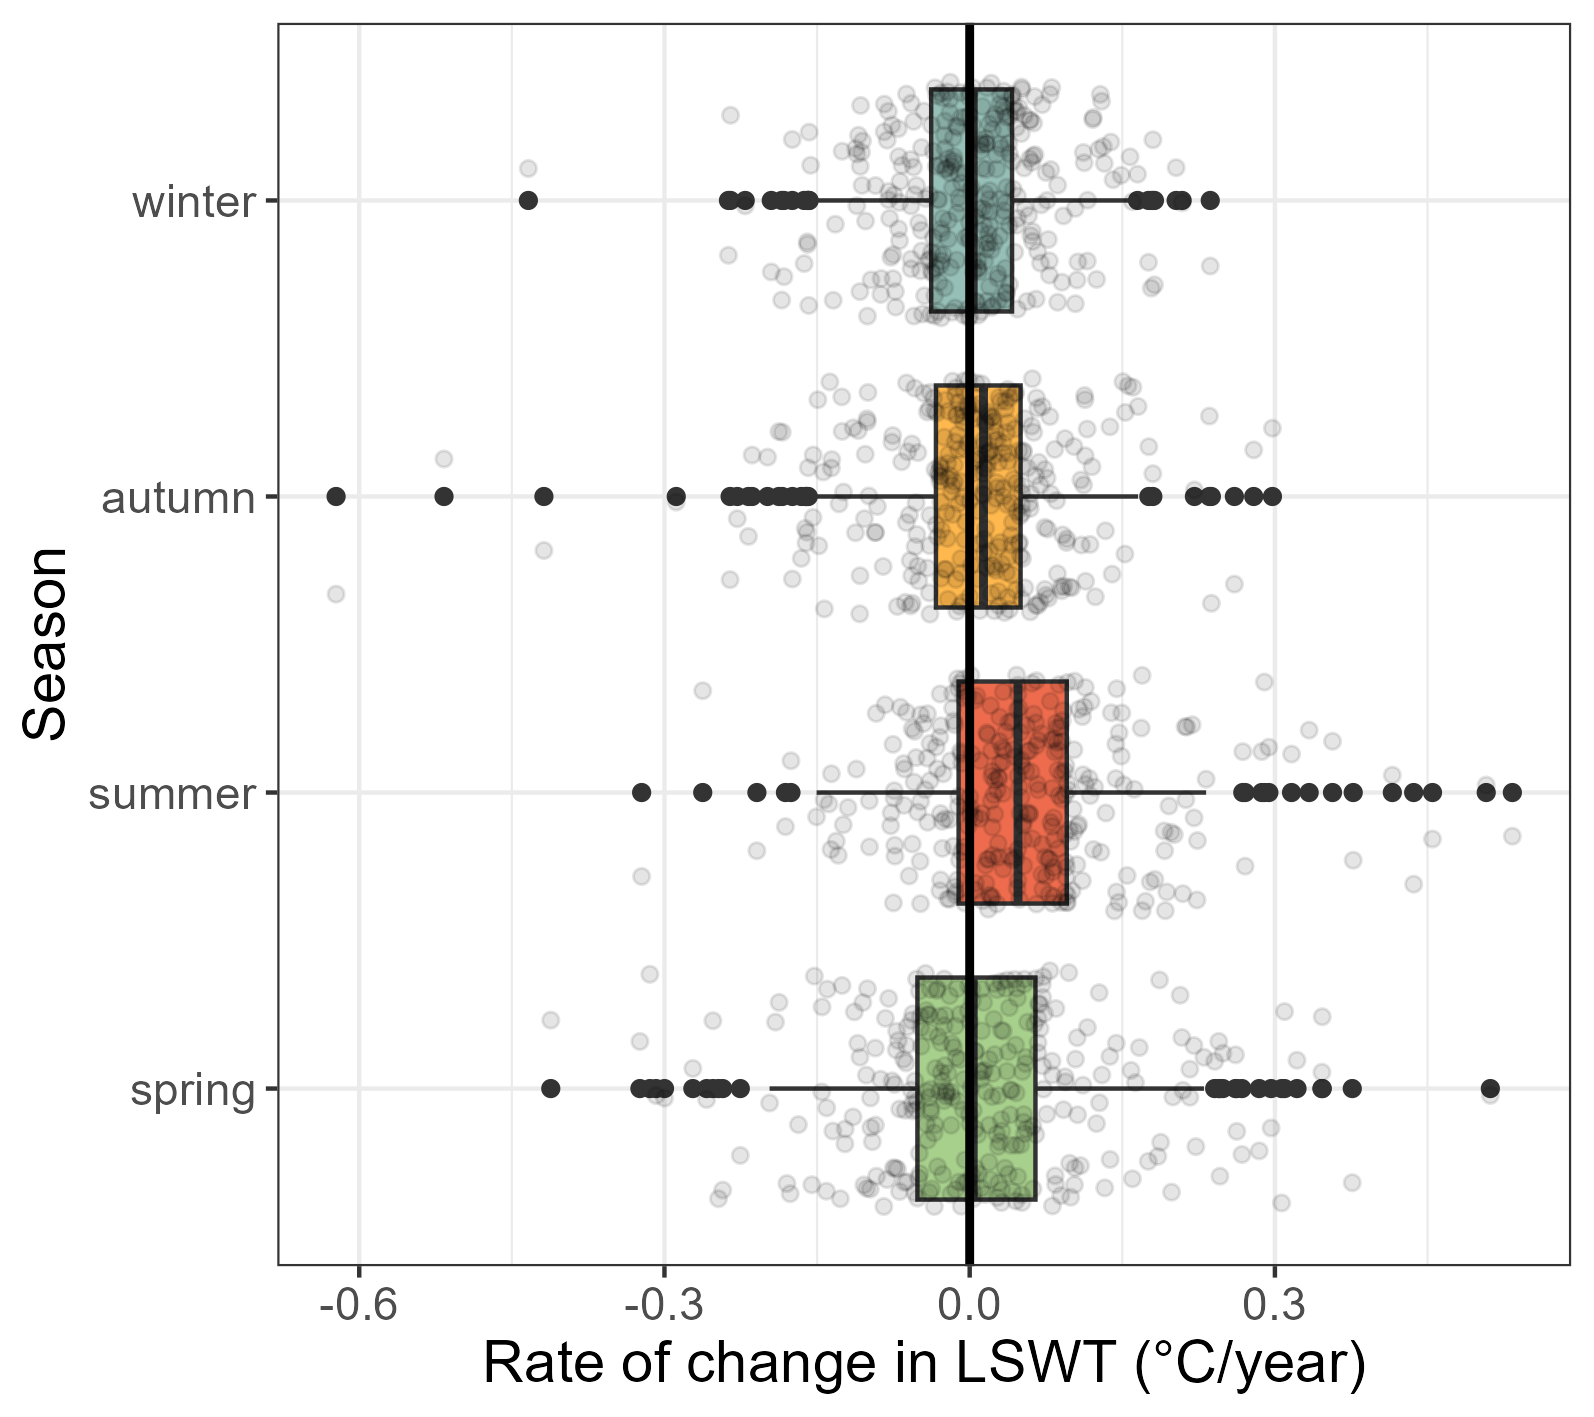 Season
winter
autumn
summer
spring
-0.6 -0.3 0.0 0.3
Rate of change in LSWT (°C/year)